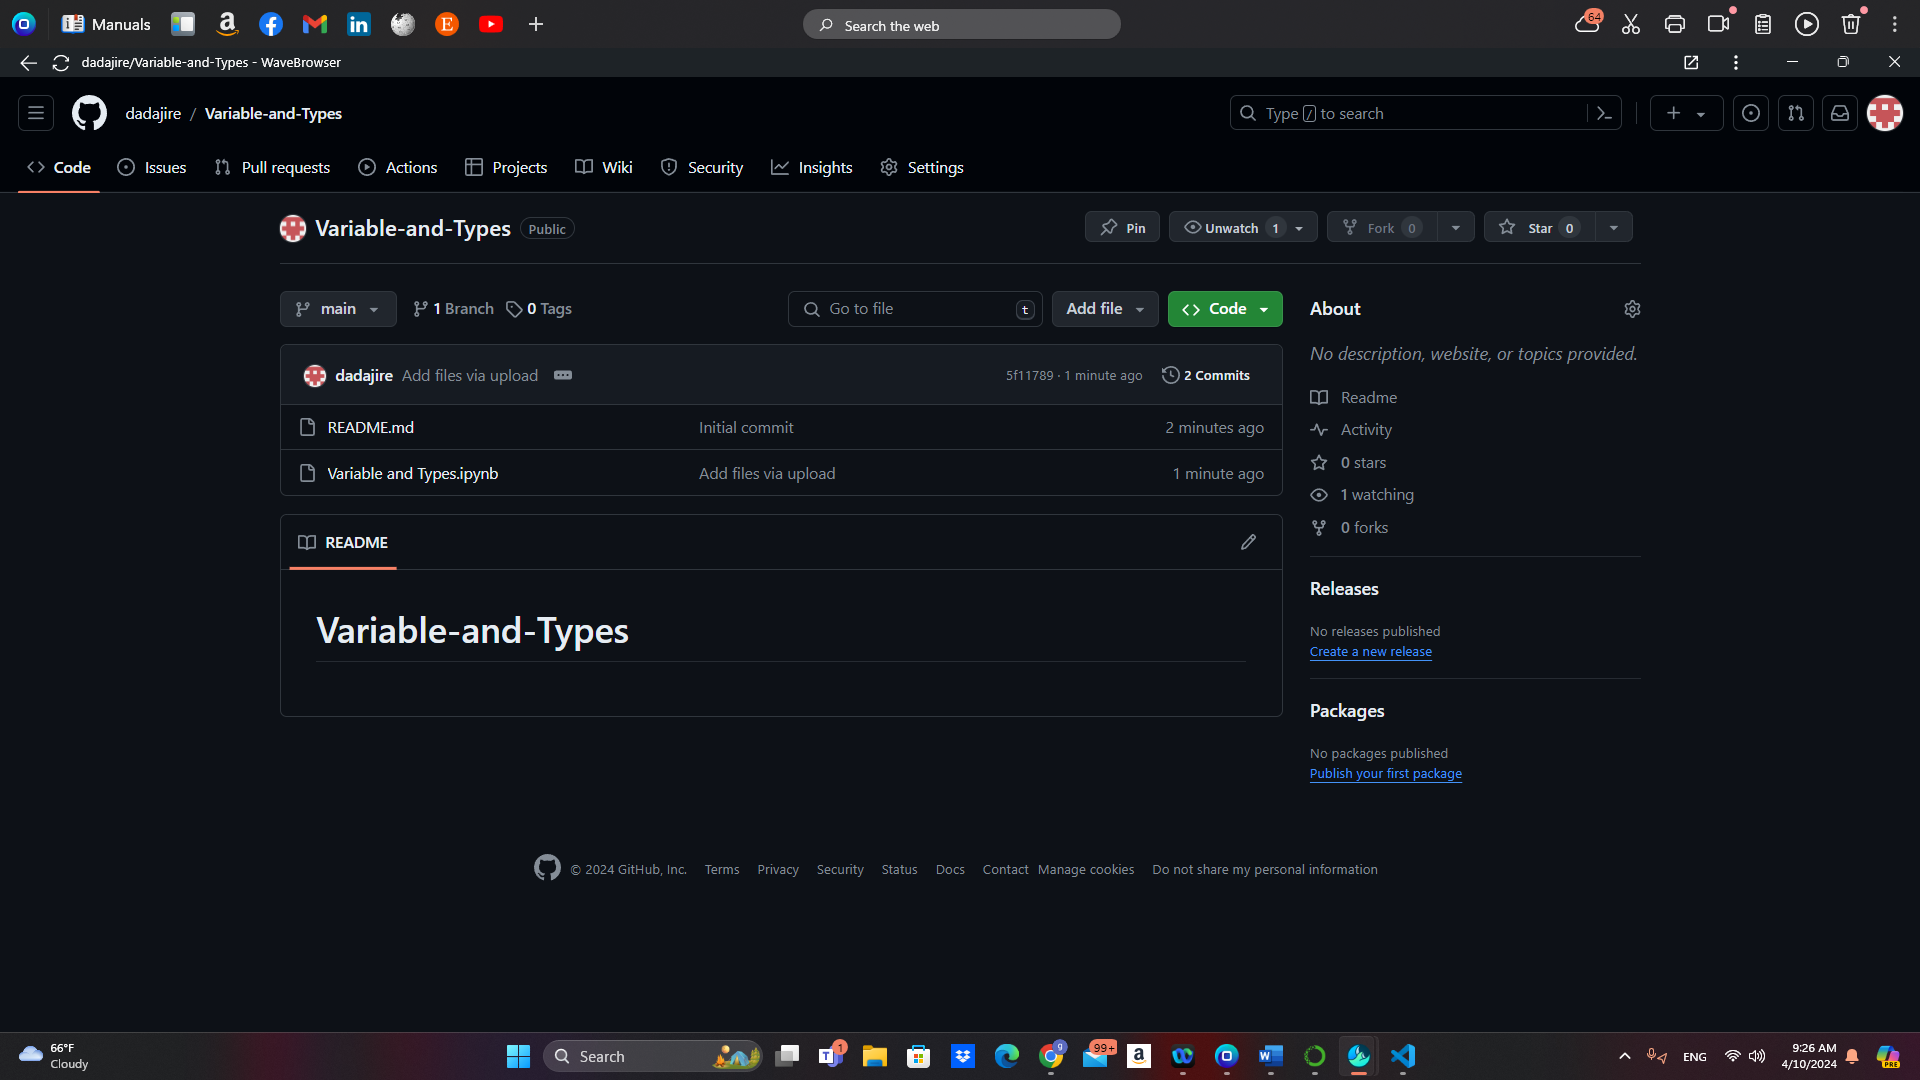 Manuals
Search the web
64
dadajire/Variable-and-Types - WaveBrowser
dadajire / Variable-and-Types
Type / to search
Code Issues Pull requests Actions Projects Wiki Security Insights Settings
Variable-and-Types Public
Pin Unwatch 1 Fork 0 Star 0
main 1 Branch 0 Tags
Go to file t Add file Code
About
No description, website, or topics provided.
dadajire Add files via upload 5f11789 · 1 minute ago 2 Commits
README.md Initial commit 2 minutes ago
Variable and Types.ipynb Add files via upload 1 minute ago
Readme
Activity
0 stars
1 watching
0 forks
README
Variable-and-Types
Releases
No releases published
Create a new release
Packages
No packages published
Publish your first package
© 2024 GitHub, Inc. Terms Privacy Security Status Docs Contact Manage cookies Do not share my personal information
66°F
Cloudy
Search
1
99+
ENG
9:26 AM
4/10/2024
PRE